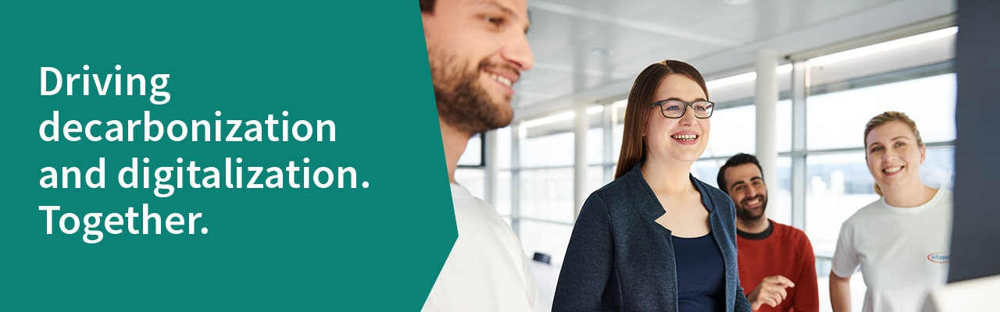 Driving
decarbonization
and digitalization.
Together.